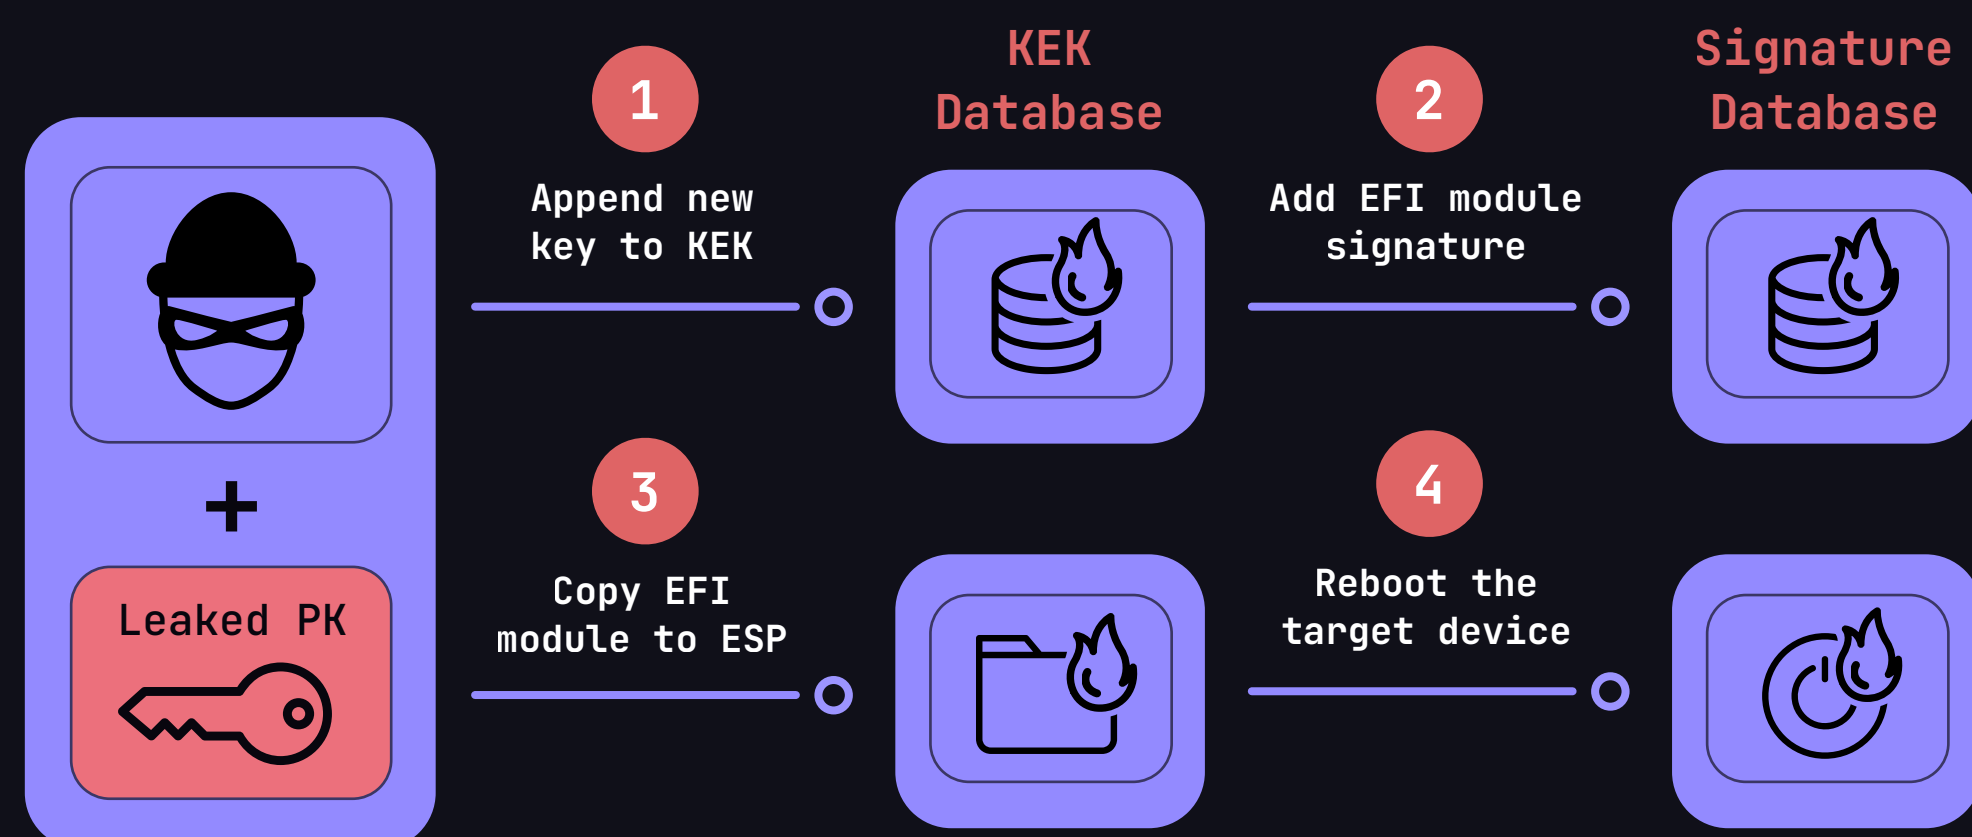 1
Append new
key to KEK
KEK
Database
2
Add EFI module
signature
Signature
Database
Leaked PK
3
Copy EFI
module to ESP
4
Reboot the
target device